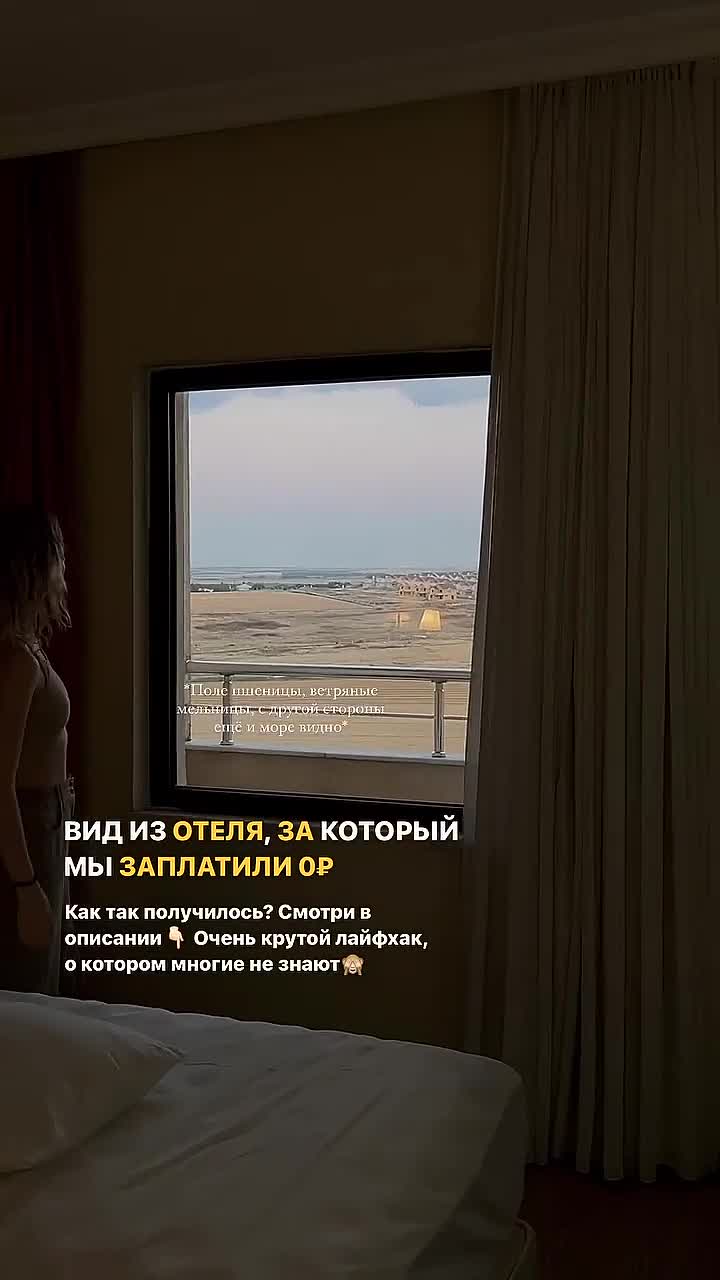 *Поле пшеницы, ветряные
мельницы, с другой стороны
ещё и море видно*
ВИД ИЗ ОТЕЛЯ, ЗА КОТОРЫЙ
МЫ ЗАПЛАТИЛИ 0₽
Как так получилось? Смотри в
описании 👇🏻 Очень крутой лайфхак,
о котором многие не знают🙈